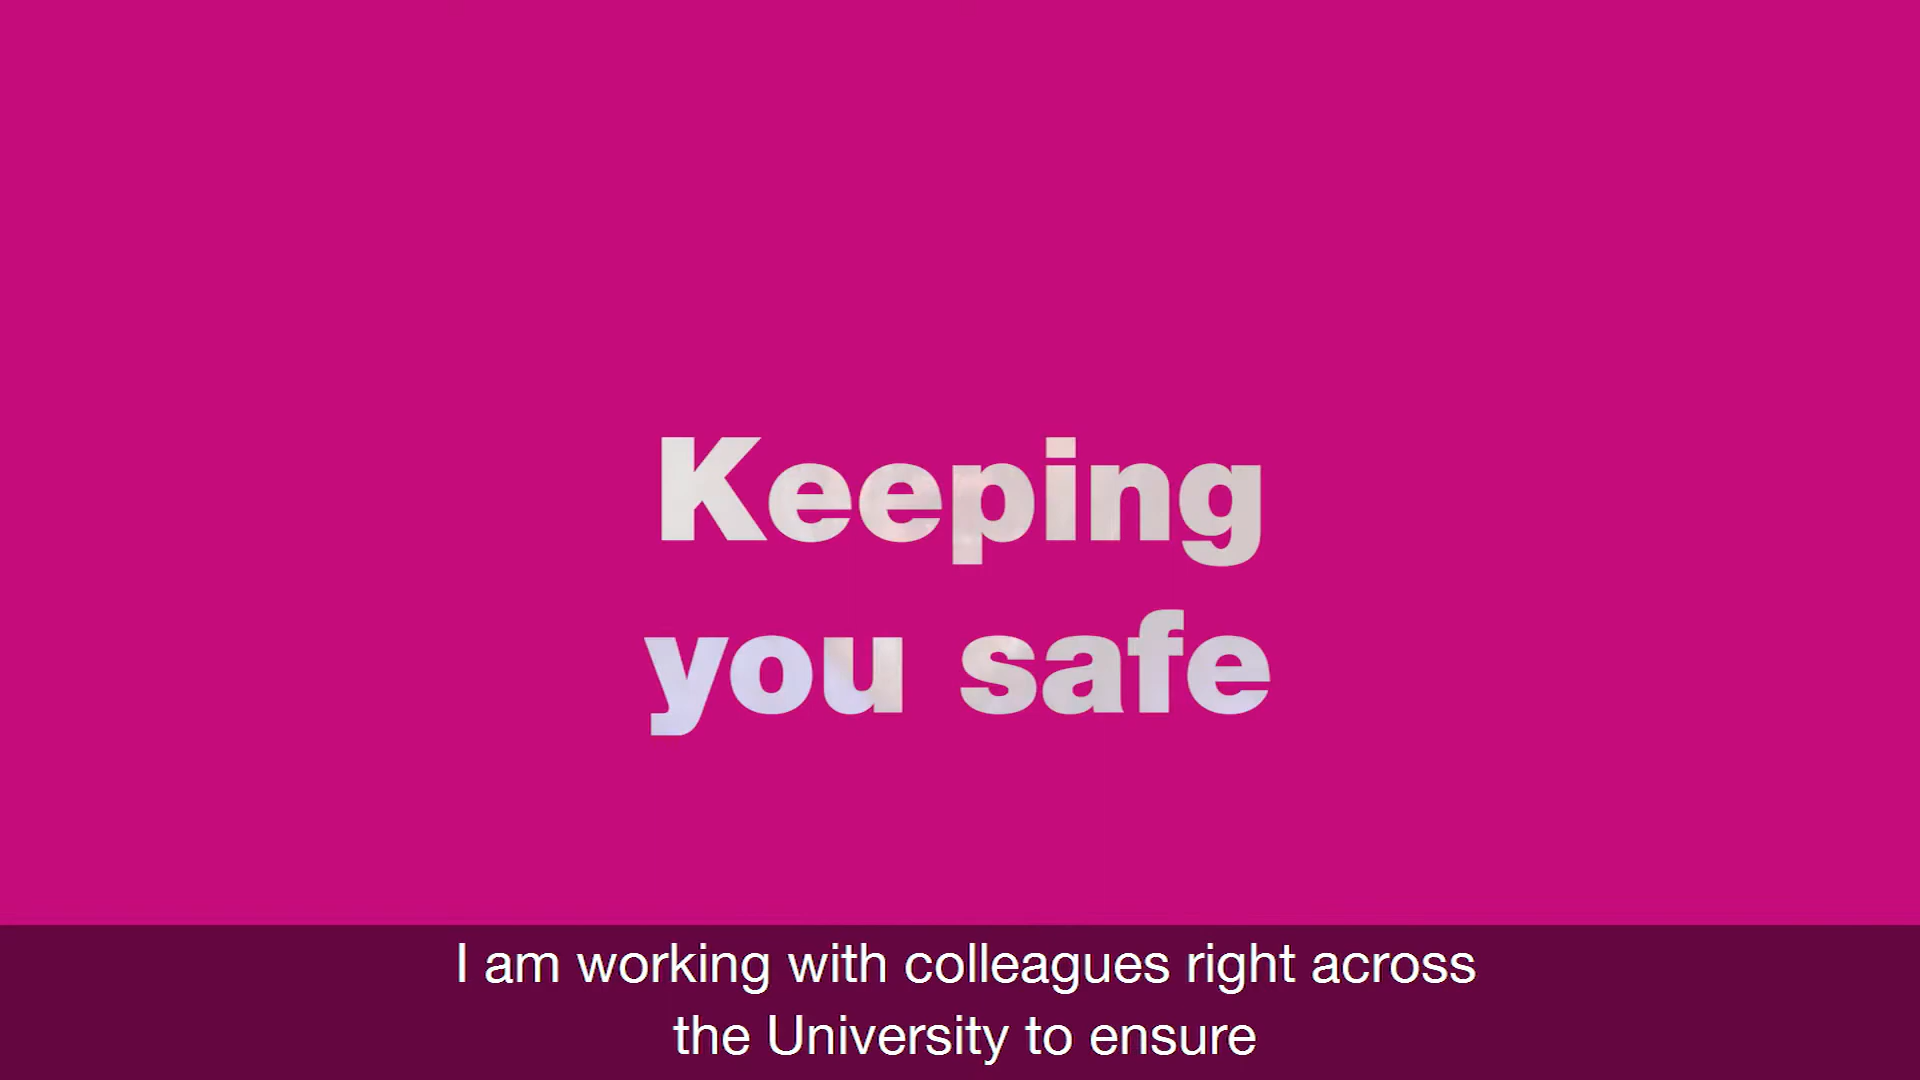 Keeping
you safe
I am working with colleagues right across
the University to ensure